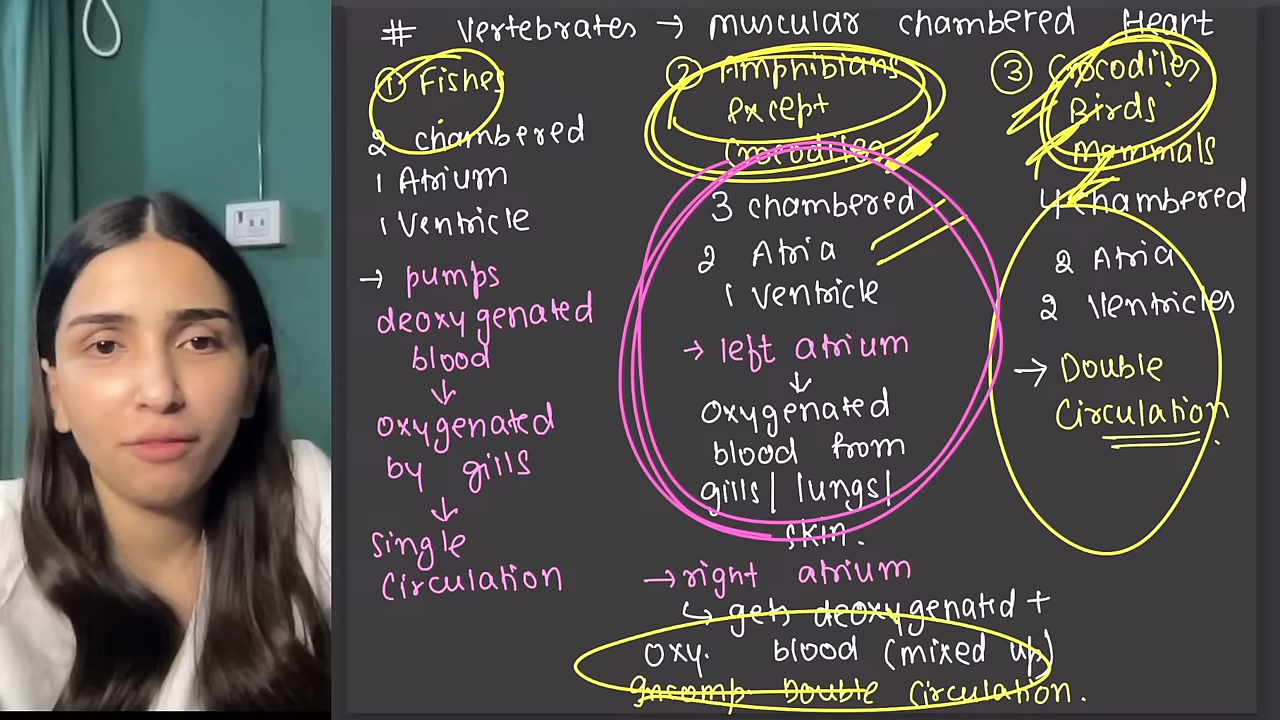 # Vertebrates → muscular chambered Heart
① Fishes
2 chambered
1 Atrium
1 Ventricle
→ pumps
deoxygenated
blood
↓
oxygenated
by gills
↓
single
circulation
② Amphibians
except
crocodiles
3 chambered
2 Atria
1 ventricle
→ left atrium
↓
oxygenated
blood from
gills/ lungs/
skin.
→ right atrium
↳ gets deoxygenatd +
oxy. blood (mixed up)
Incomp. Double circulation.
③ Crocodiles
Birds
mammals
4 chambered
2 Atria
2 Ventricles
→ Double
Circulation